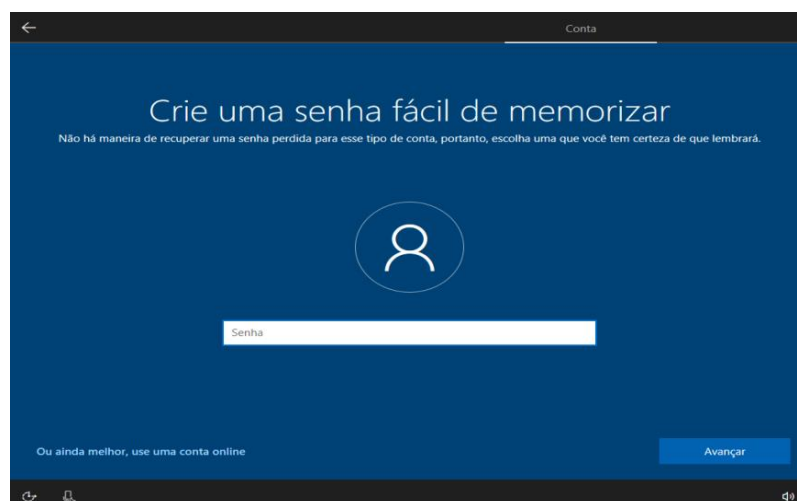 Conta
Crie uma senha fácil de memorizar
Não há maneira de recuperar uma senha perdida para esse tipo de conta, portanto, escolha uma que você tem certeza de que lembrará.
Senha
Ou ainda melhor, use uma conta online
Avançar